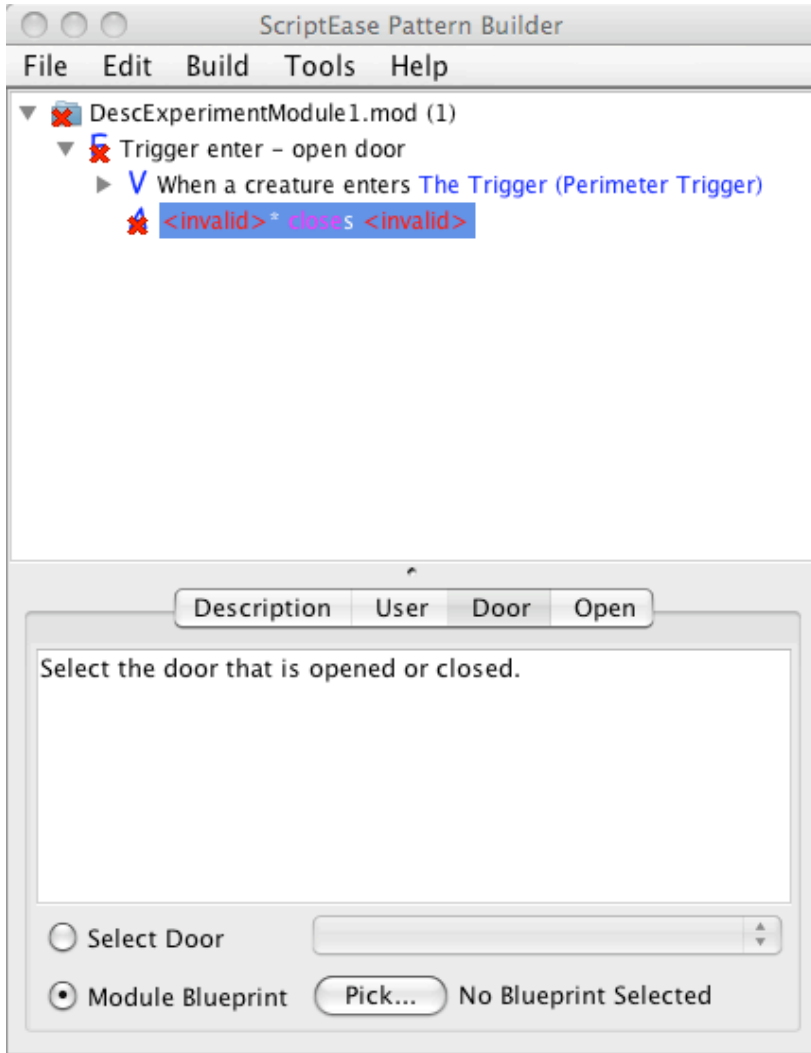 ScriptEase Pattern Builder
File Edit Build Tools Help
DescExperimentModule1.mod (1)
Trigger enter – open door
V When a creature enters The Trigger (Perimeter Trigger)
<invalid>* closes <invalid>
Description User Door Open
Select the door that is opened or closed.
Select Door
Module Blueprint Pick... No Blueprint Selected